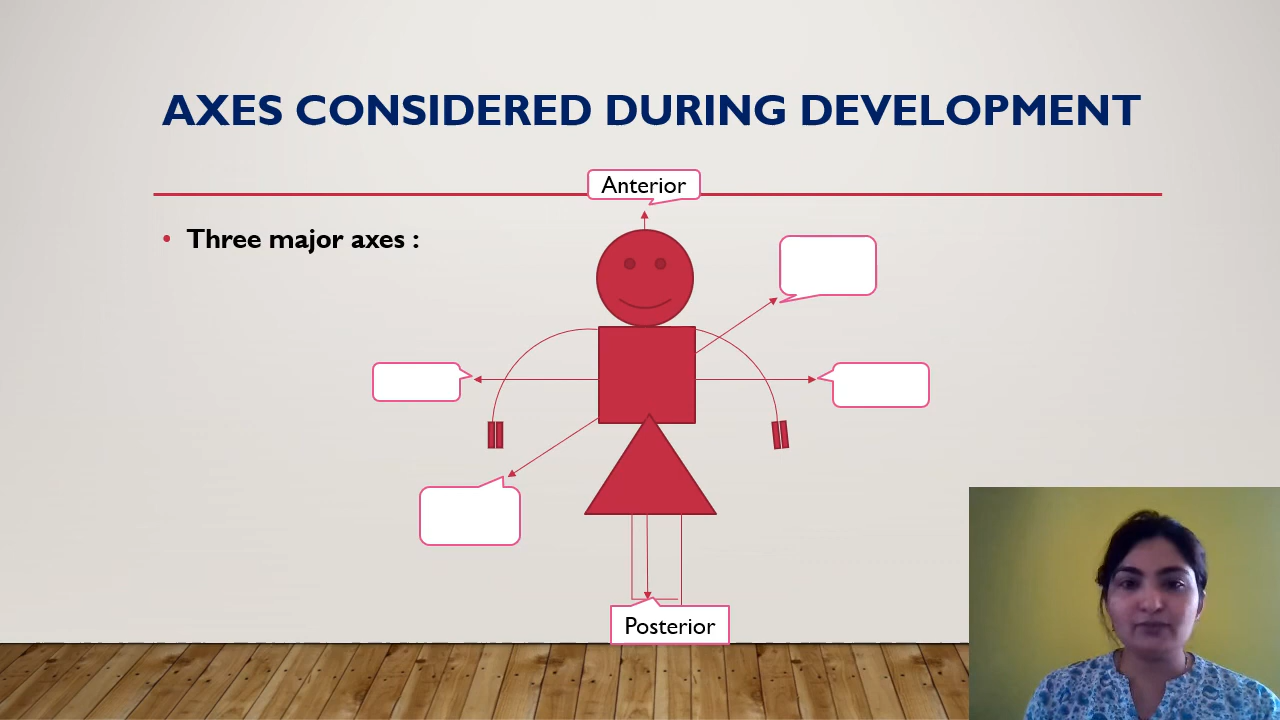 AXES CONSIDERED DURING DEVELOPMENT
Anterior
• Three major axes :
Posterior